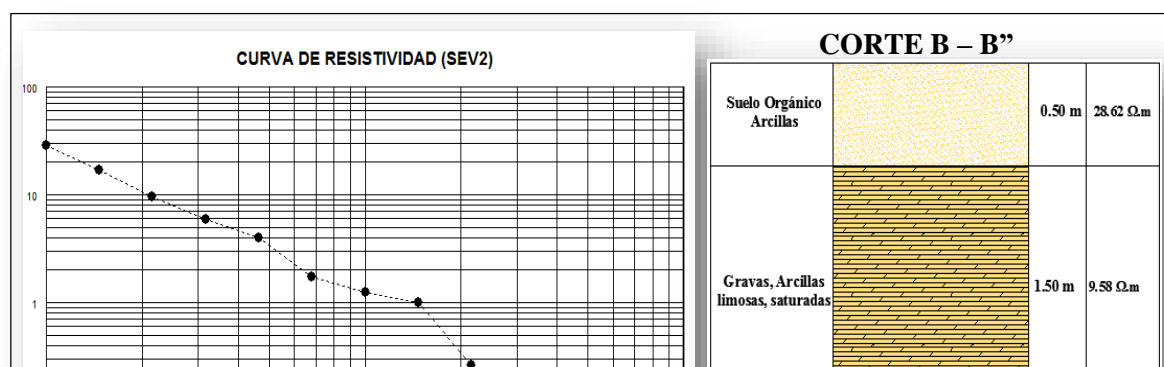 CURVA DE RESISTIVIDAD (SEV2)
100
10
1
CORTE B – B”
Suelo Orgánico
Arcillas
0.50 m
28.62 Ω.m
Gravas, Arcillas
limosas, saturadas
1.50 m
9.58 Ω.m